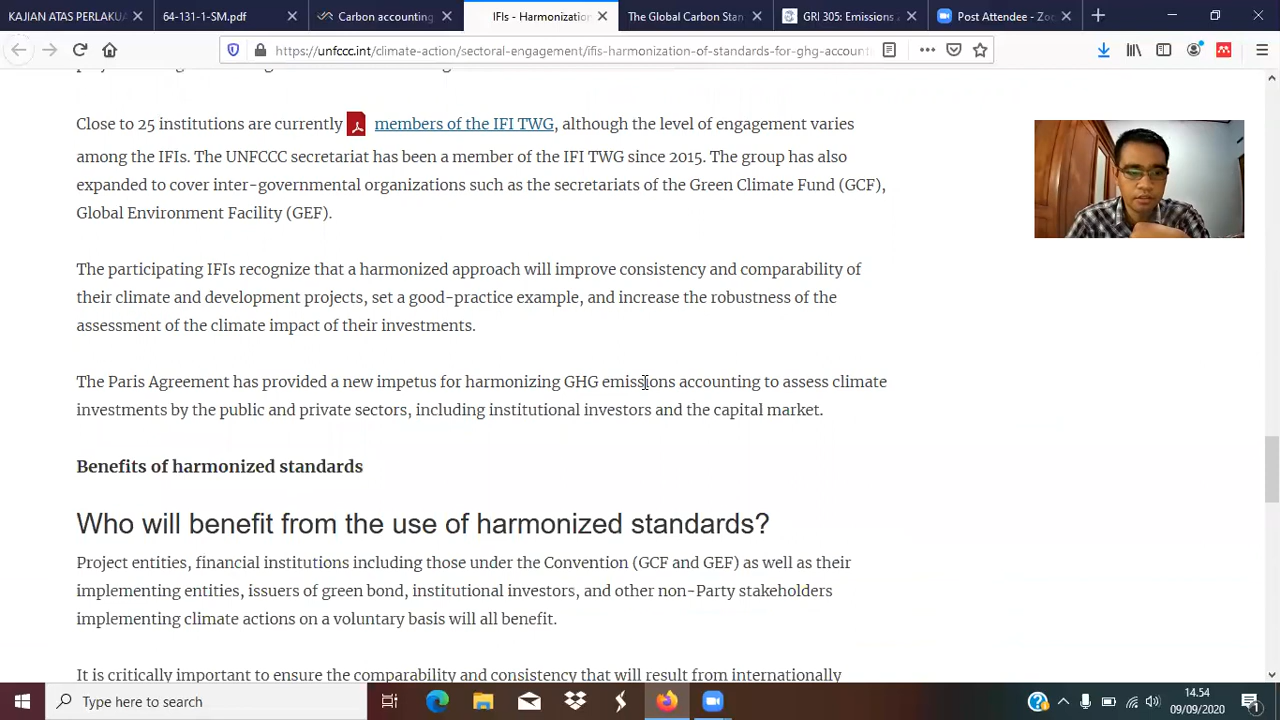 KAJIAN ATAS PERLAKUA
64-131-1-SM.pdf
Carbon accounting
IFIs - Harmonization
The Global Carbon Stan
GRI 305: Emissions
Post Attendee - Zoo
https://unfccc.int/climate-action/sectoral-engagement/ifis-harmonization-of-standards-for-ghg-accoun
Close to 25 institutions are currently members of the IFI TWG, although the level of engagement varies
among the IFIs. The UNFCCC secretariat has been a member of the IFI TWG since 2015. The group has also
expanded to cover inter-governmental organizations such as the secretariats of the Green Climate Fund (GCF),
Global Environment Facility (GEF).
The participating IFIs recognize that a harmonized approach will improve consistency and comparability of
their climate and development projects, set a good-practice example, and increase the robustness of the
assessment of the climate impact of their investments.
The Paris Agreement has provided a new impetus for harmonizing GHG emissions accounting to assess climate
investments by the public and private sectors, including institutional investors and the capital market.
Benefits of harmonized standards
Who will benefit from the use of harmonized standards?
Project entities, financial institutions including those under the Convention (GCF and GEF) as well as their
implementing entities, issuers of green bond, institutional investors, and other non-Party stakeholders
implementing climate actions on a voluntary basis will all benefit.
It is critically important to ensure the comparability and consistency that will result from internationally
Type here to search
14.54
09/09/2020